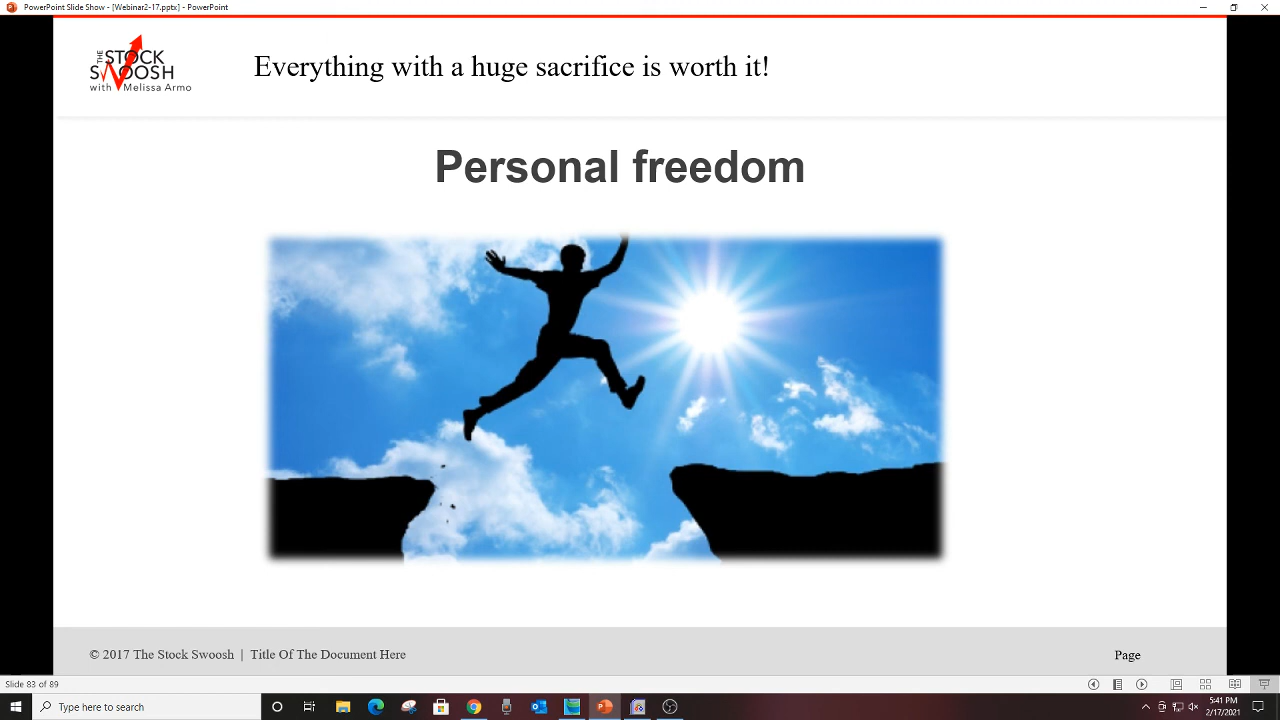 PowerPoint Slide Show - [Webinar2-17.pptx] - PowerPoint
THE
STOCK
SWOOSH
with Melissa Armo
Everything with a huge sacrifice is worth it!
Personal freedom
© 2017 The Stock Swoosh | Title Of The Document Here
Page
Slide 83 of 89
Type here to search
5:41 PM
2/17/2021